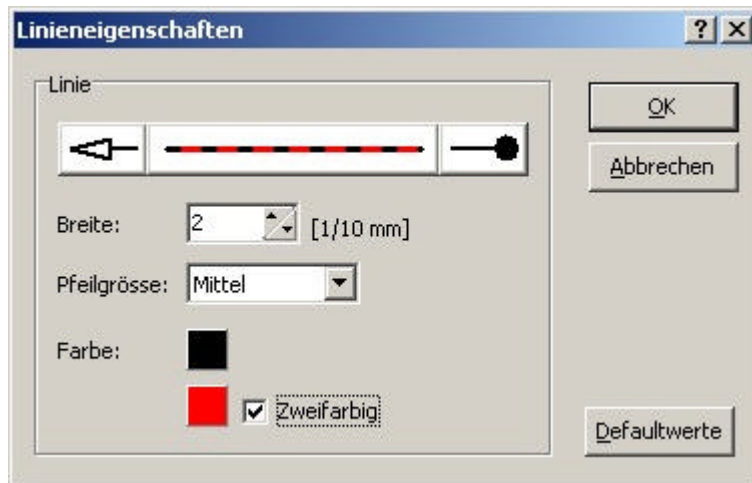 Linieneigenschaften
Linie
OK
Abbrechen
Breite: 2 [1/10 mm]
Pfeilgrösse: Mittel
Farbe:
Zweifarbig
Defaultwerte